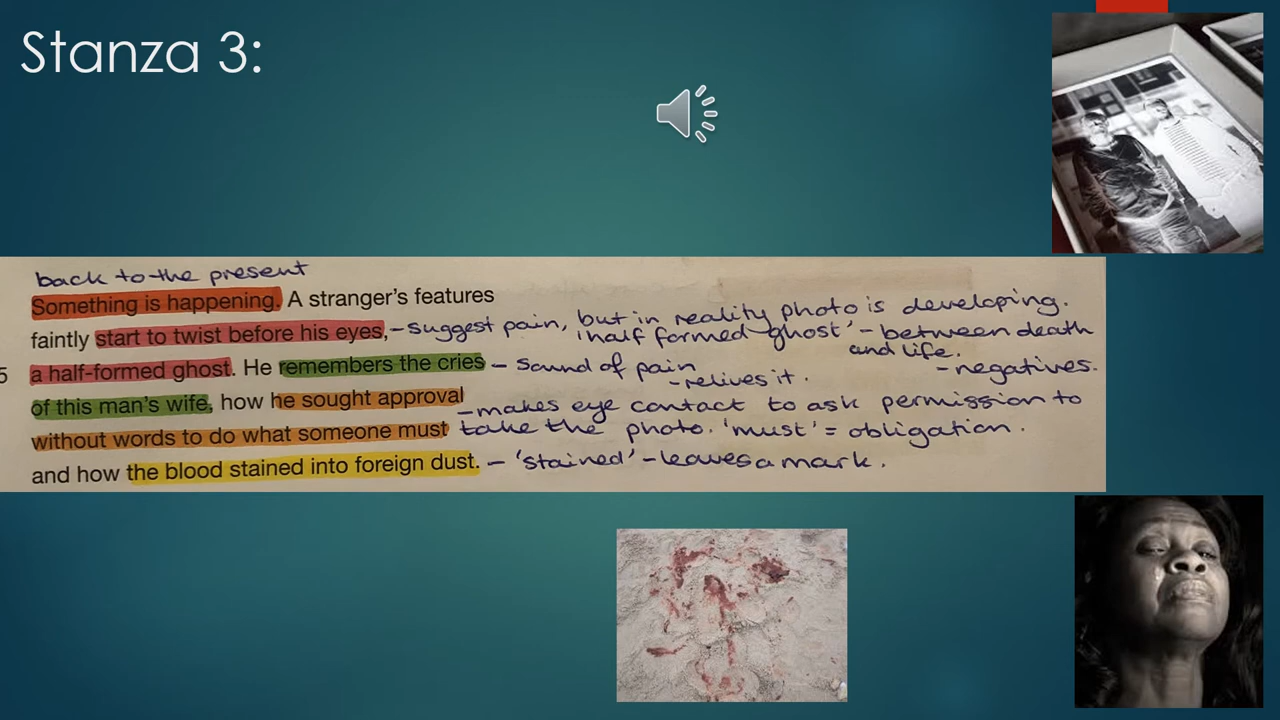 Stanza 3:
back to the present
Something is happening. A stranger's features
faintly start to twist before his eyes, - suggest pain, but in reality photo is developing.
'half formed ghost' - between death
and life.
5 a half-formed ghost. He remembers the cries - Sound of pain - negatives.
- relives it.
of this man's wife, how he sought approval
- makes eye contact to ask permission to
without words to do what someone must take the photo. 'must' = obligation.
and how the blood stained into foreign dust. - 'stained' - leaves a mark.